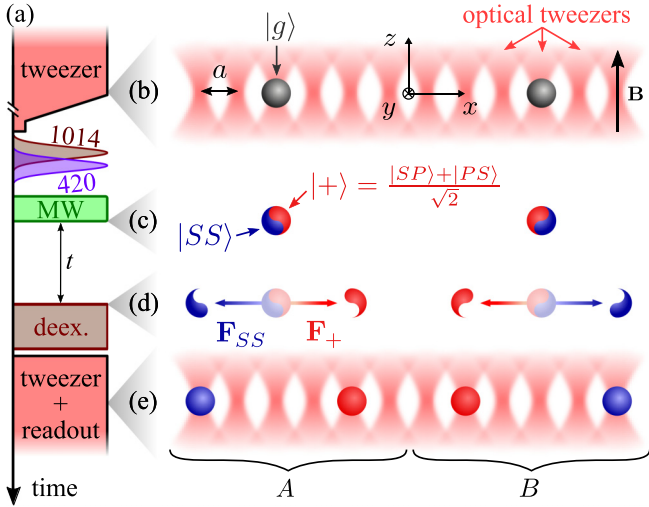 (a)
tweezer
1014
420
MW
t
deex.
tweezer
+
readout
time
(b)
|g⟩
a
z
y
x
optical tweezers
B
(c)
|+⟩ = |SP⟩+|PS⟩ / √2
|SS⟩
(d)
F_SS
F_+
(e)
A
B